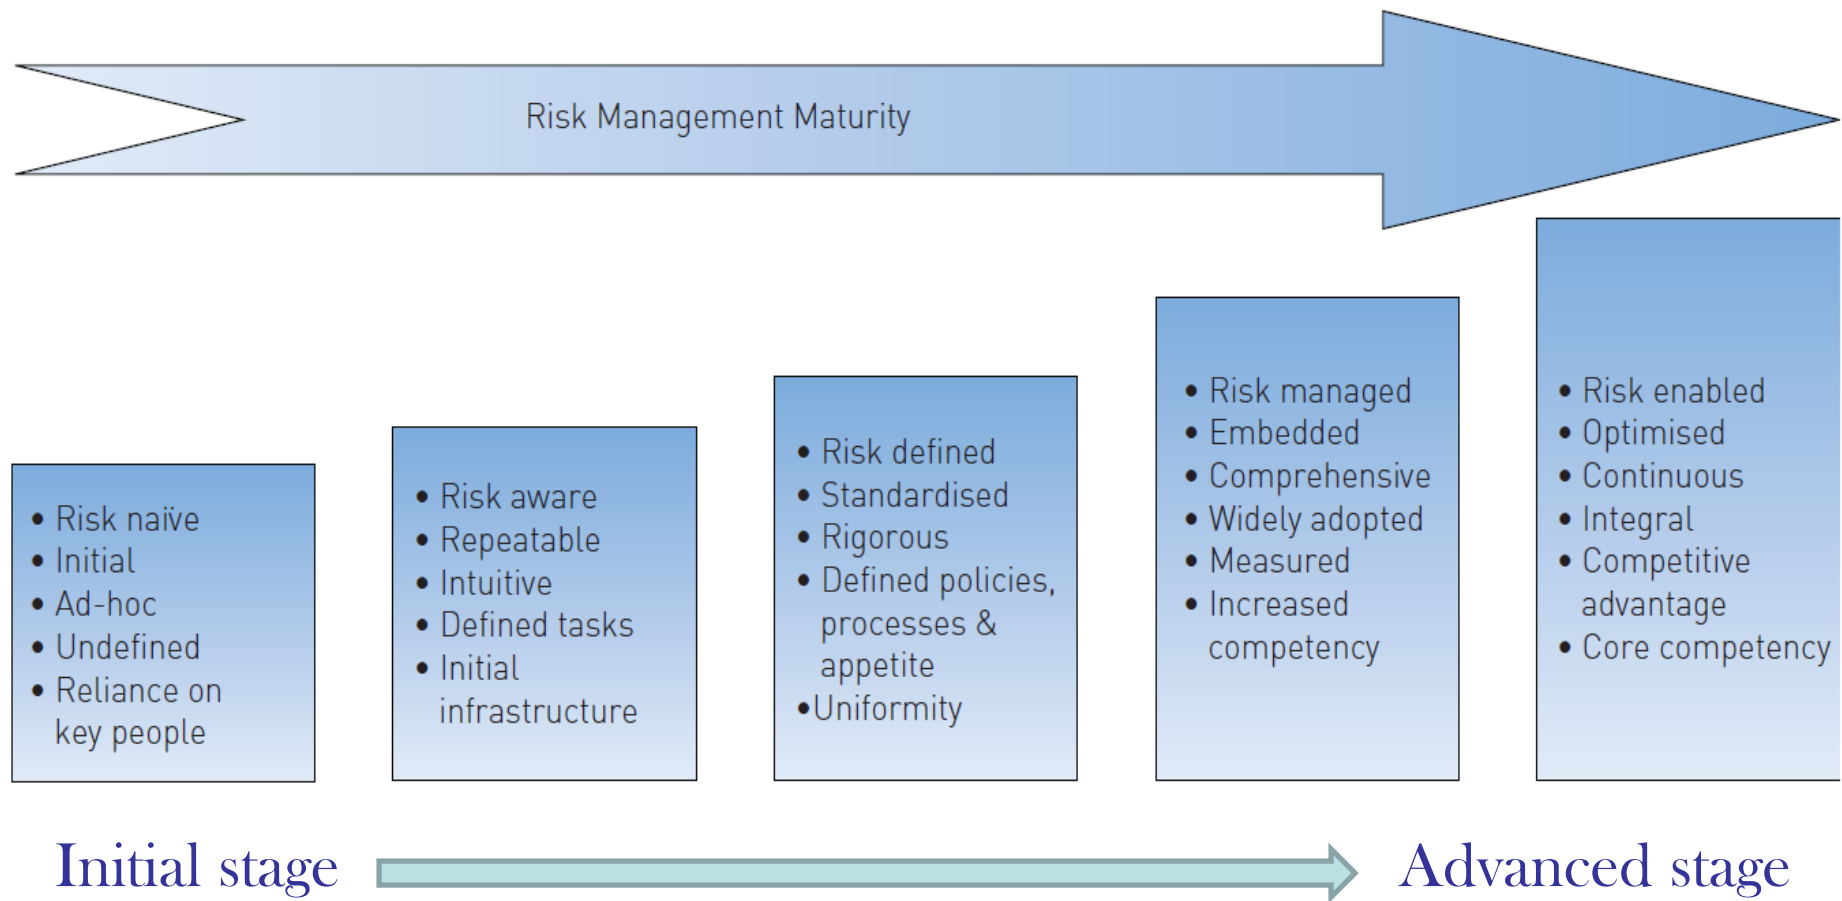 Risk Management Maturity
• Risk naïve
• Initial
• Ad-hoc
• Undefined
• Reliance on
key people
• Risk aware
• Repeatable
• Intuitive
• Defined tasks
• Initial
infrastructure
• Risk defined
• Standardised
• Rigorous
• Defined policies,
processes &
appetite
•Uniformity
• Risk managed
• Embedded
• Comprehensive
• Widely adopted
• Measured
• Increased
competency
• Risk enabled
• Optimised
• Continuous
• Integral
• Competitive
advantage
• Core competency
Initial stage
Advanced stage